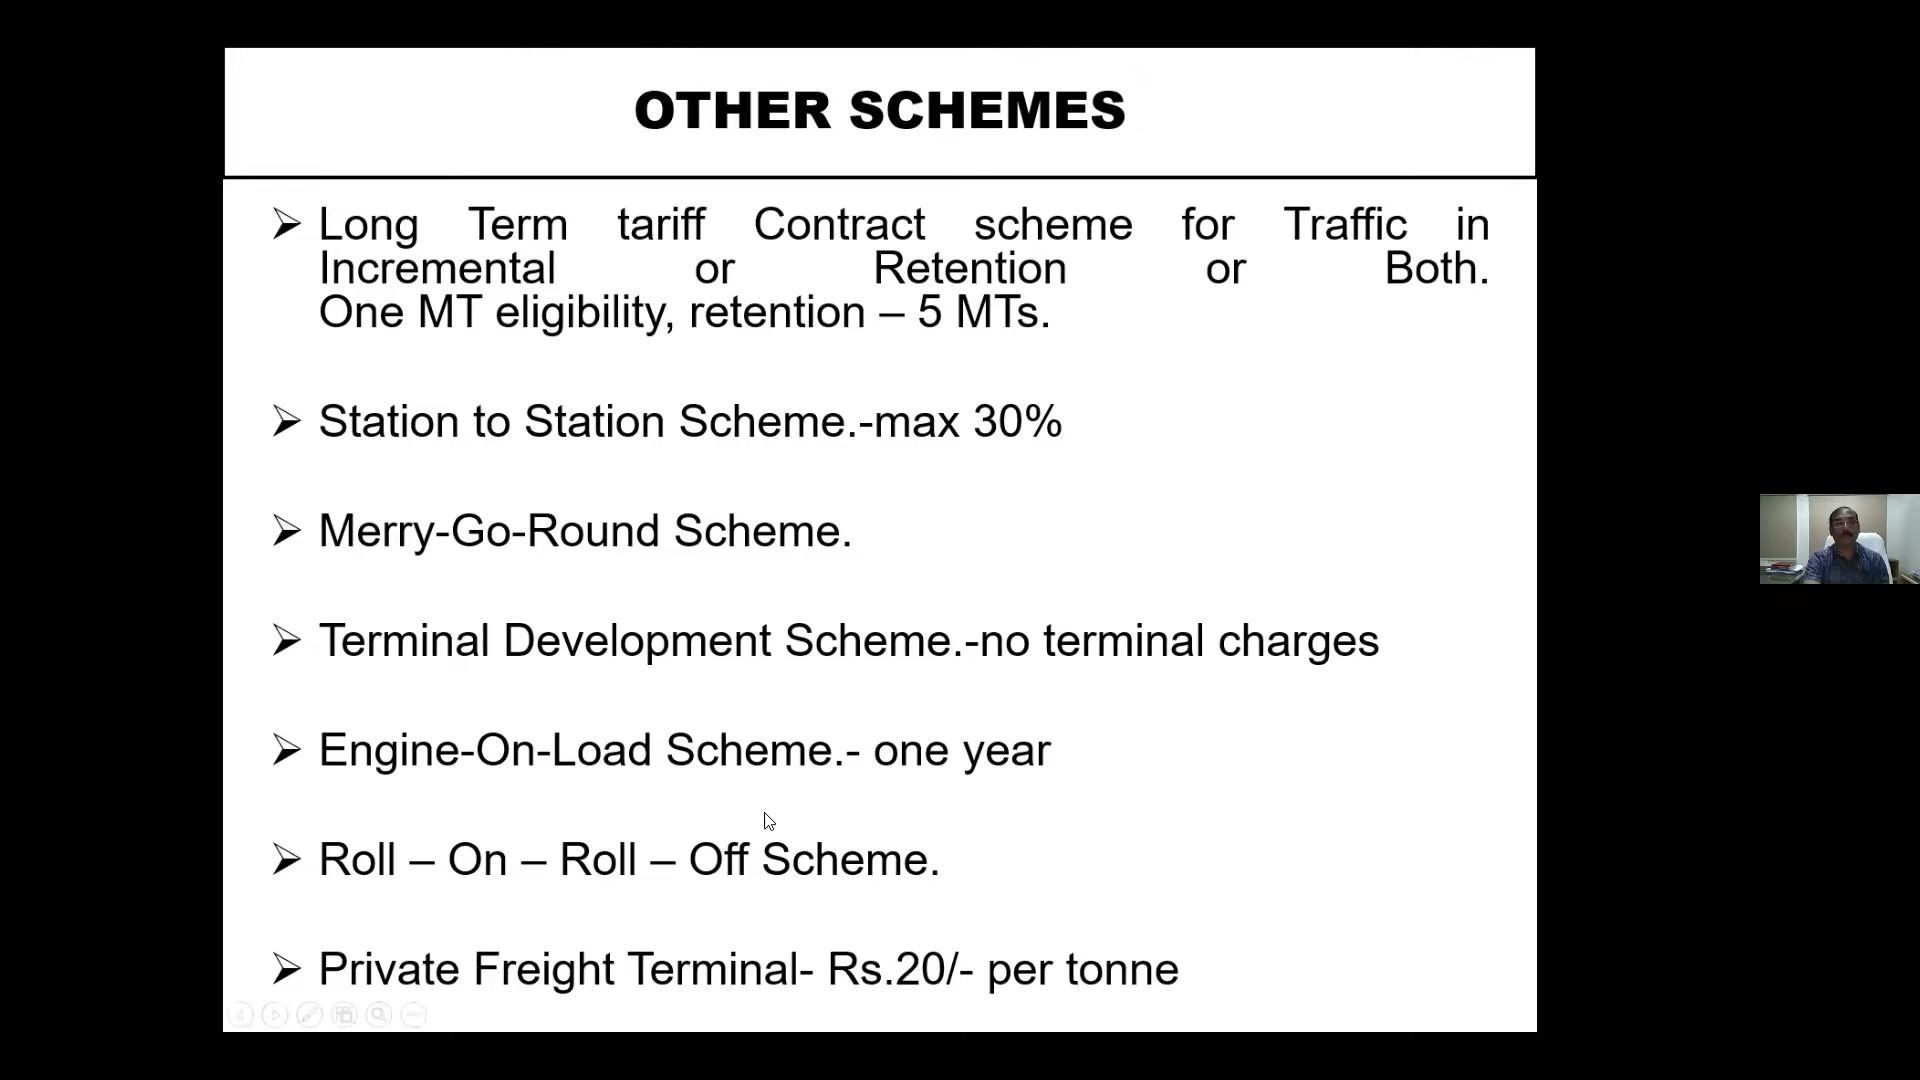 OTHER SCHEMES
Long Term tariff Contract scheme for Traffic in
Incremental or Retention or Both.
One MT eligibility, retention – 5 MTs.
Station to Station Scheme.-max 30%
Merry-Go-Round Scheme.
Terminal Development Scheme.-no terminal charges
Engine-On-Load Scheme.- one year
Roll – On – Roll – Off Scheme.
Private Freight Terminal- Rs.20/- per tonne